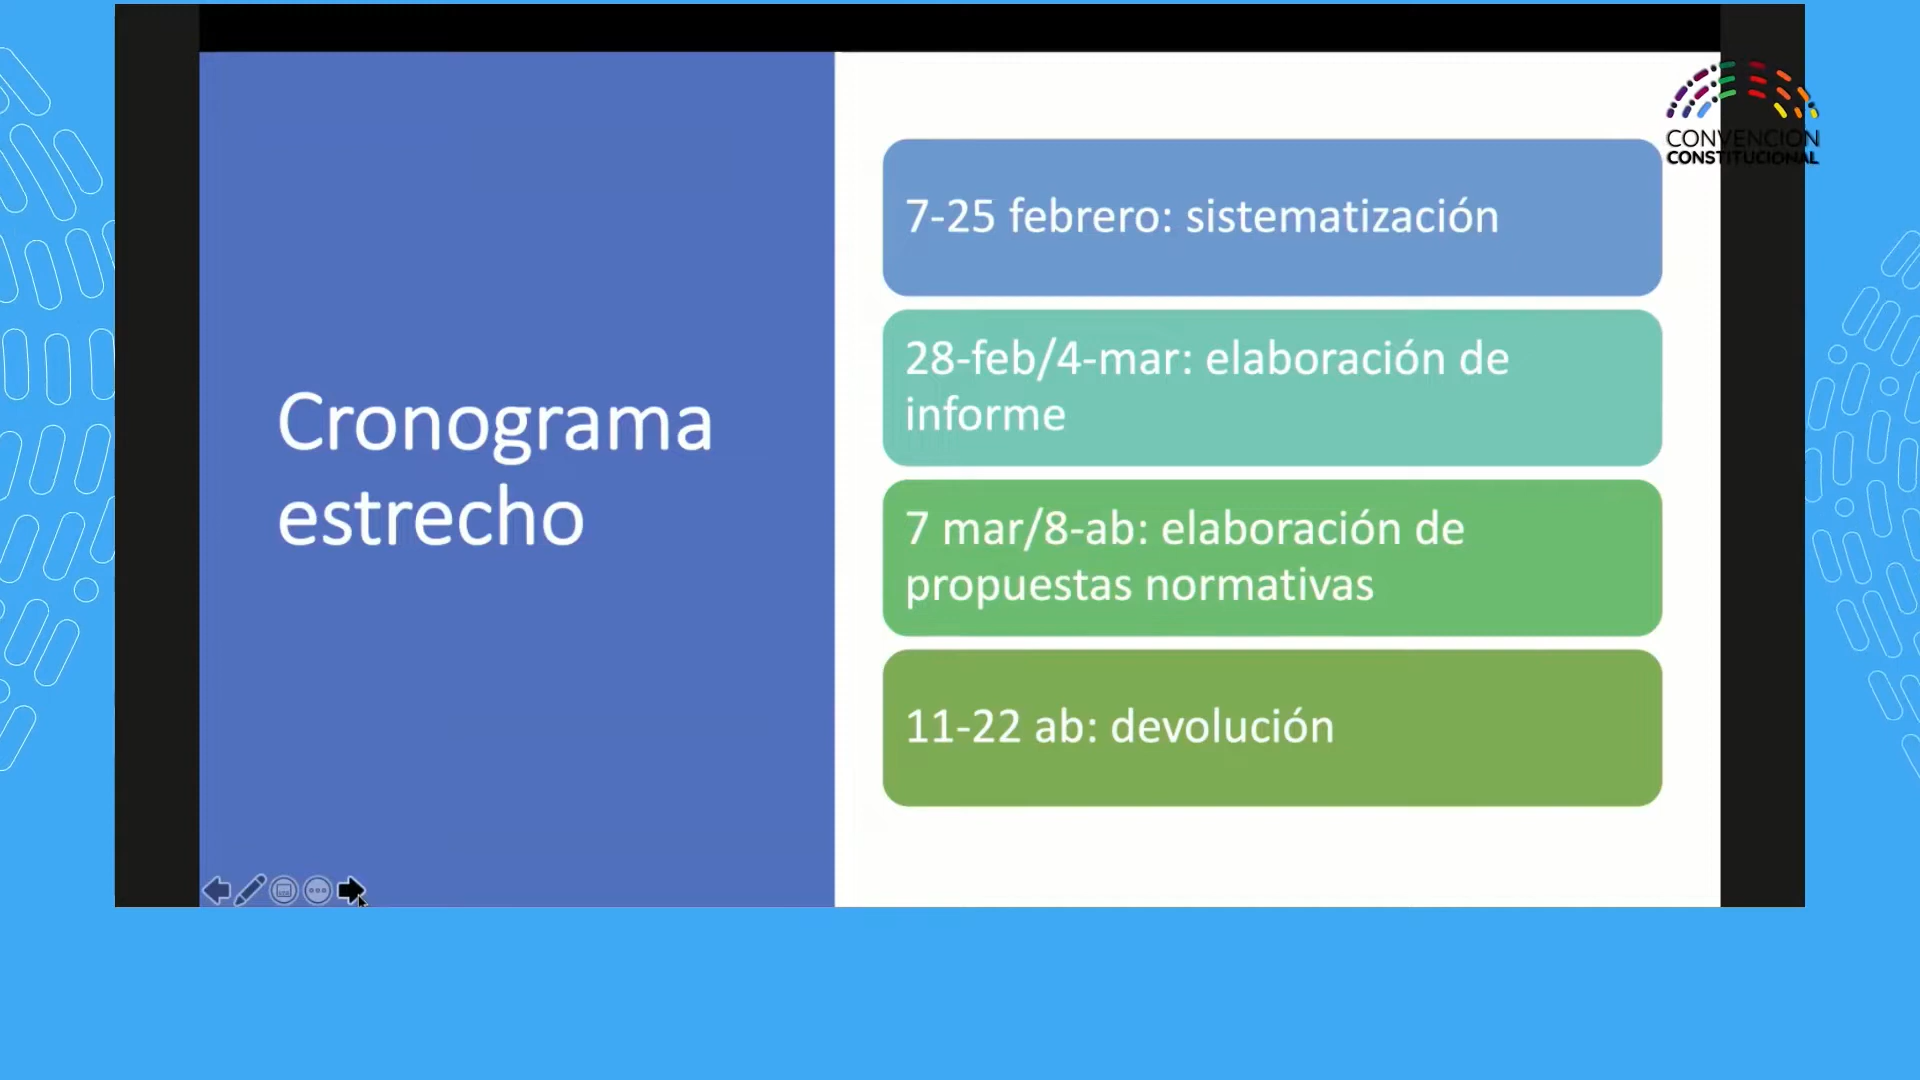 CONVENCIÓN
CONSTITUCIONAL
Cronograma
estrecho
7-25 febrero: sistematización
28-feb/4-mar: elaboración de
informe
7 mar/8-ab: elaboración de
propuestas normativas
11-22 ab: devolución